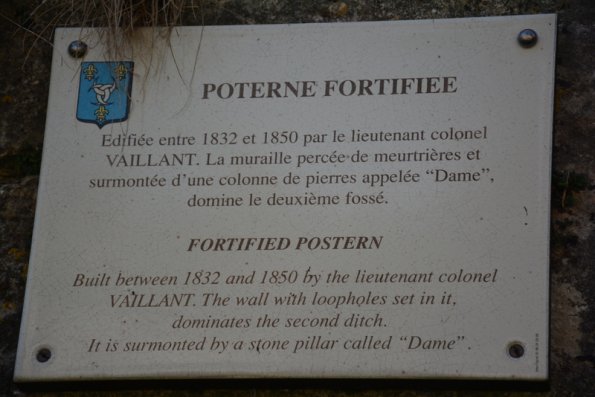 POTERNE FORTIFIEE
Edifiée entre 1832 et 1850 par le lieutenant colonel
VAILLANT. La muraille percée de meurtrières et
surmontée d'une colonne de pierres appelée “Dame”,
domine le deuxième fossé.
FORTIFIED POSTERN
Built between 1832 and 1850 by the lieutenant colonel
VAILLANT. The wall with loopholes set in it,
dominates the second ditch.
It is surmonted by a stone pillar called “Dame”.